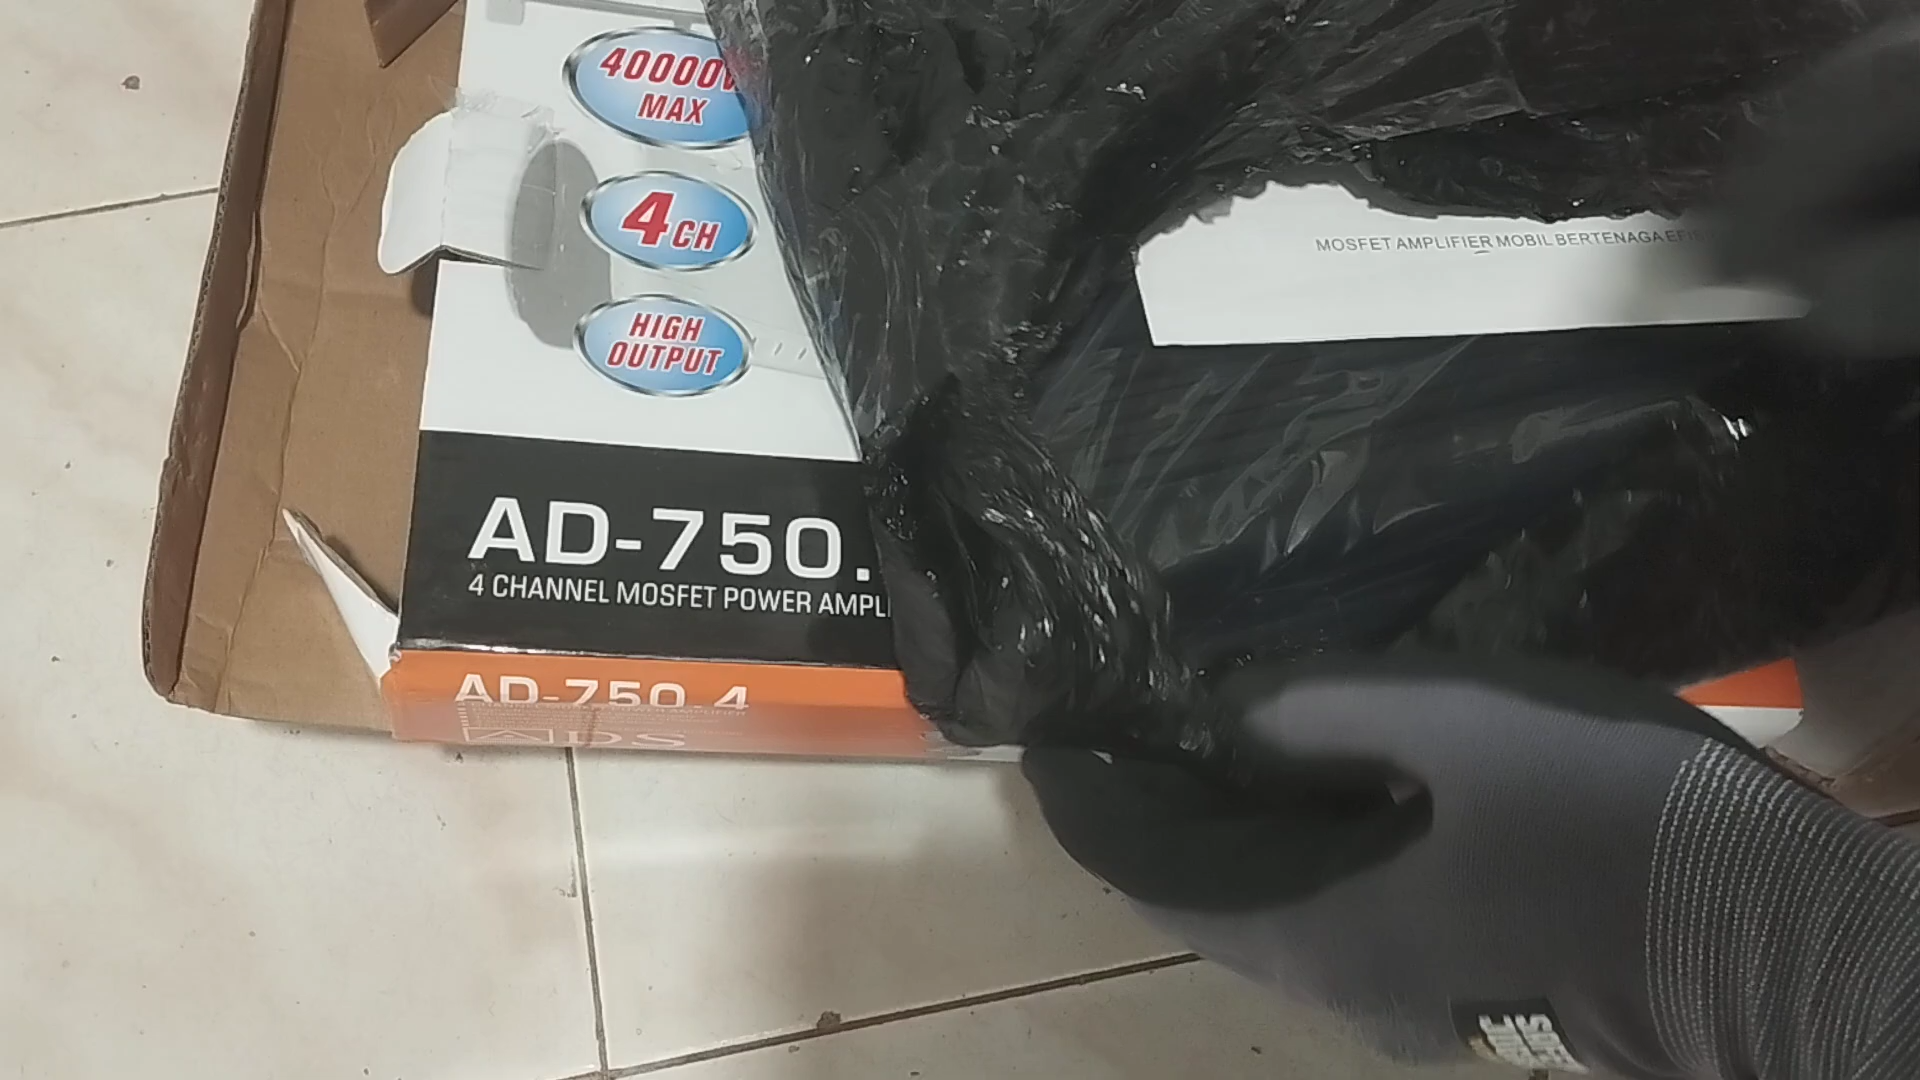 40000W
MAX
4CH
HIGH
OUTPUT
MOSFET AMPLIFIER MOBIL BERTENAGA
AD-750.
4 CHANNEL MOSFET POWER AMPLI
AD-750.4
DS